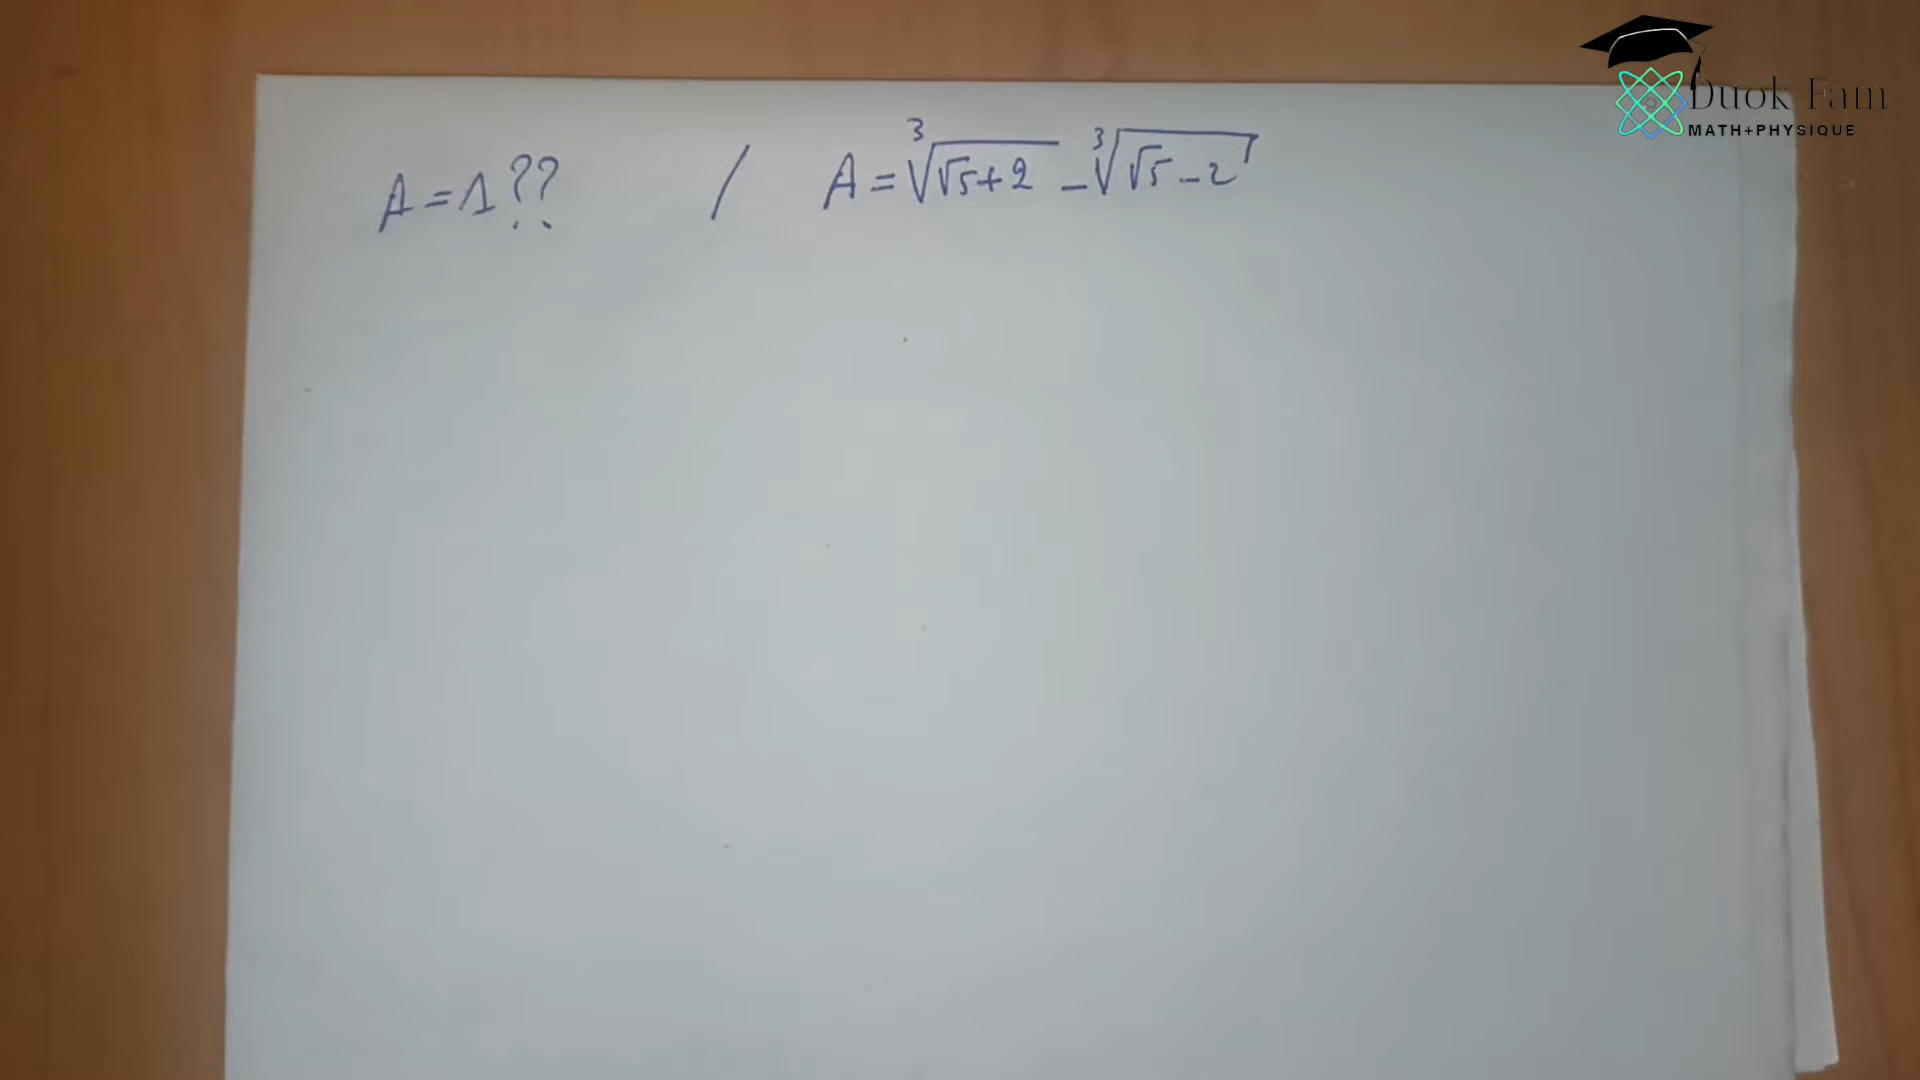 Duok Fam
MATH+PHYSIQUE
A = 1 ?? / A = ∛(√5+2) - ∛(√5-2)